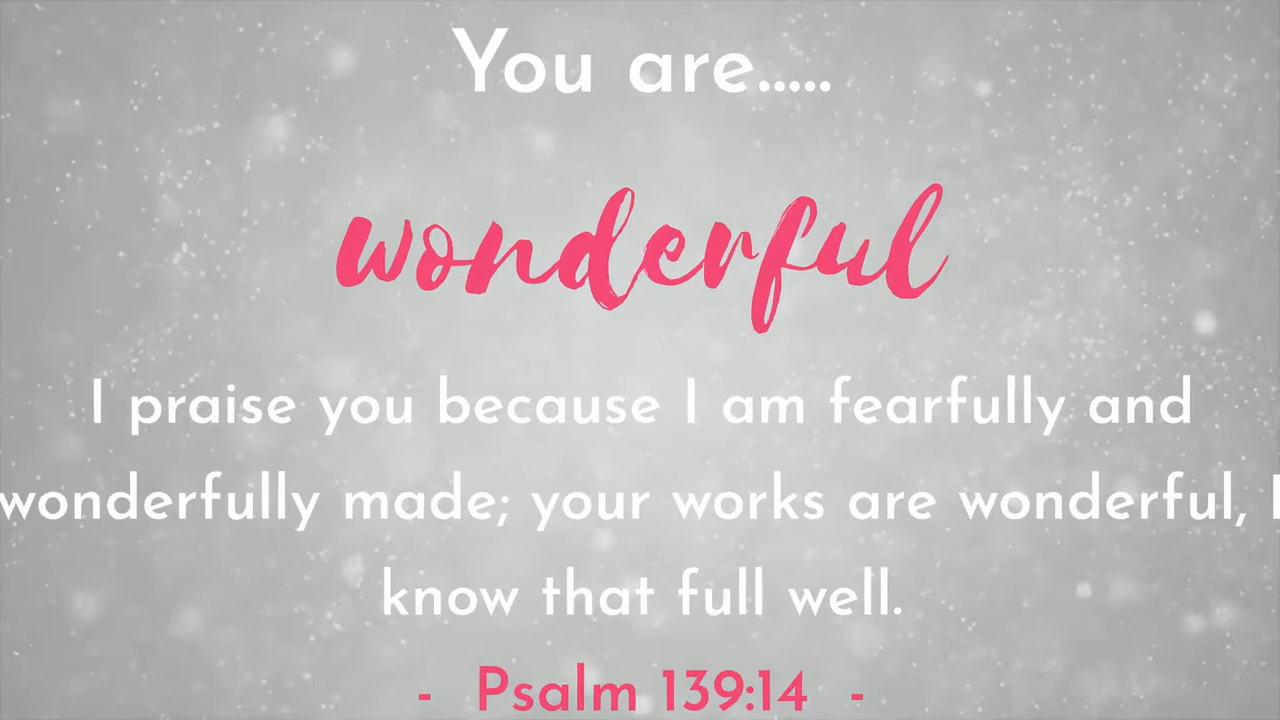 You are.....
wonderful
I praise you because I am fearfully and
wonderfully made; your works are wonderful, I
know that full well.
- Psalm 139:14 -